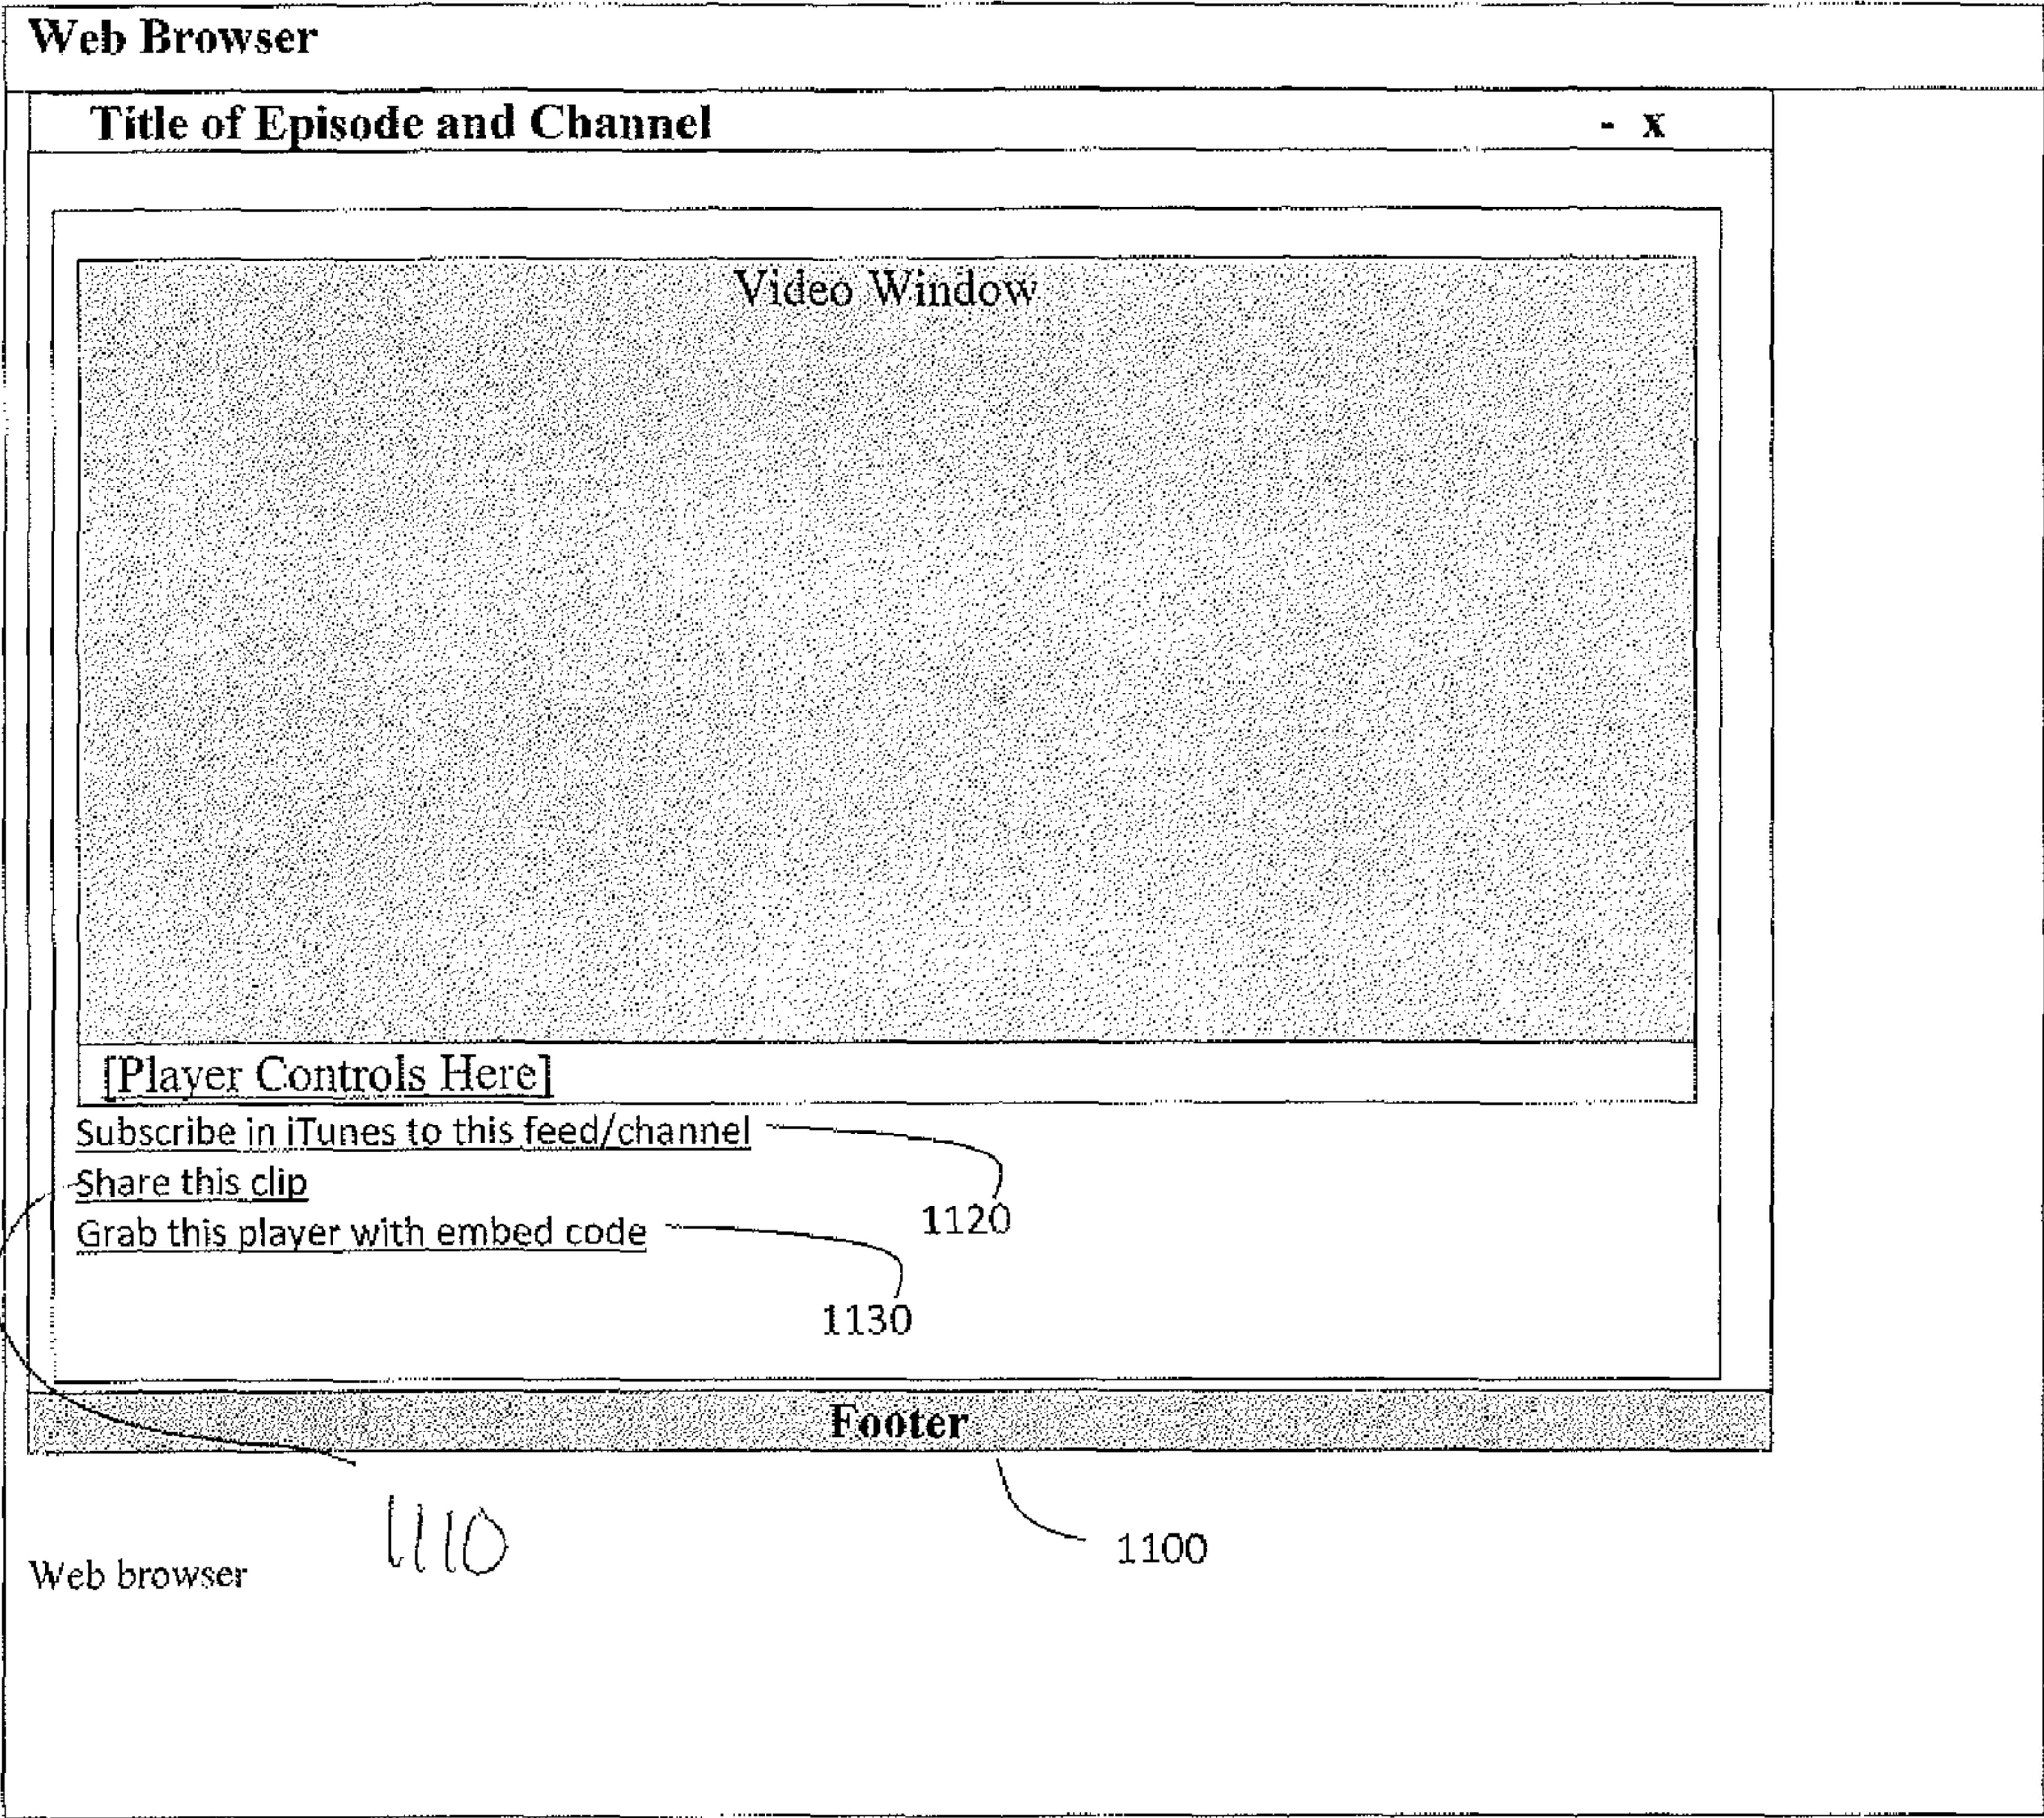 Web Browser
Title of Episode and Channel - x
Video Window
[Player Controls Here]
Subscribe in iTunes to this feed/channel
Share this clip
1120
Grab this player with embed code
1130
Footer
1110
1100
Web browser